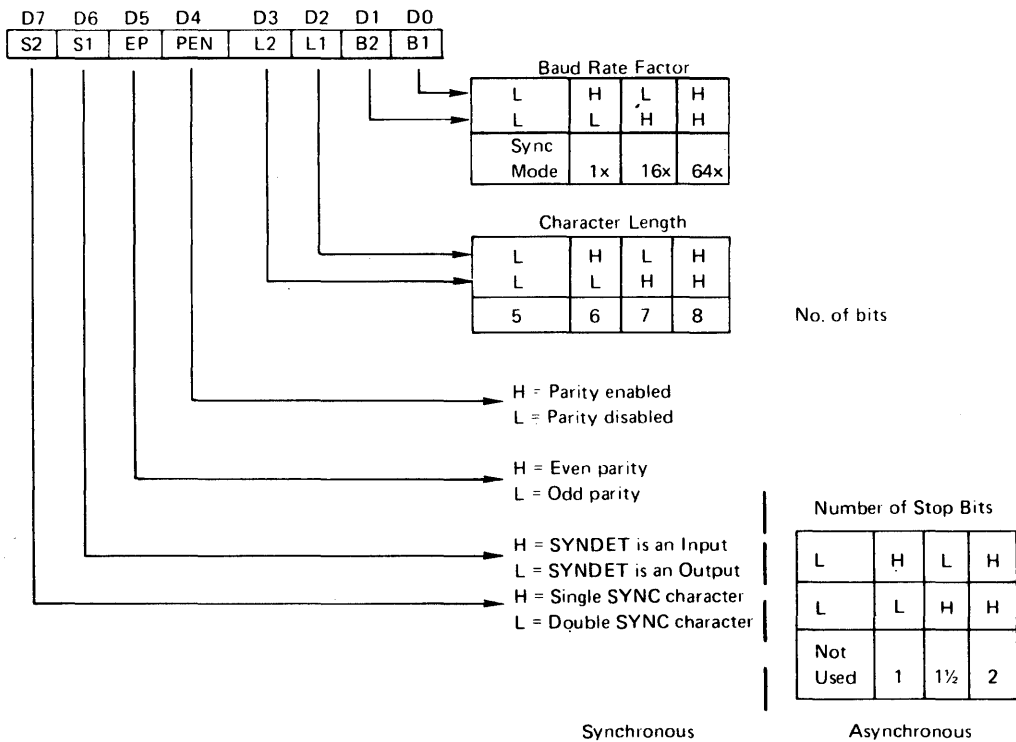 D7 D6 D5 D4 D3 D2 D1 D0
S2 S1 EP PEN L2 L1 B2 B1
Baud Rate Factor
L H L H
L L H H
Sync
Mode 1x 16x 64x
Character Length
L H L H
L L H H
5 6 7 8 No. of bits
H = Parity enabled
L = Parity disabled
H = Even parity
L = Odd parity
H = SYNDET is an Input
L = SYNDET is an Output
H = Single SYNC character
L = Double SYNC character
Number of Stop Bits
L H L H
L L H H
Not
Used 1 1½ 2
Synchronous Asynchronous